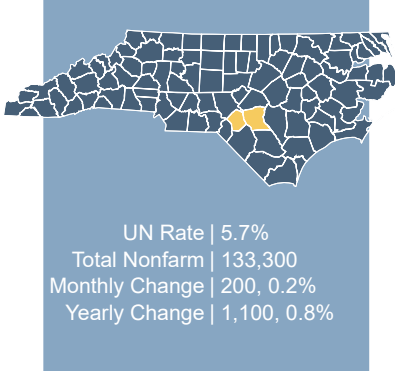 UN Rate | 5.7%
Total Nonfarm | 133,300
Monthly Change | 200, 0.2%
Yearly Change | 1,100, 0.8%